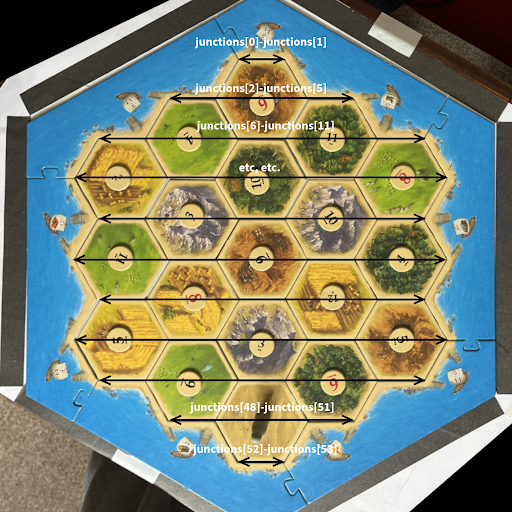 junctions[0]-junctions[1]
junctions[2]-junctions[5]
junctions[6]-junctions[11]
etc, etc.
junctions[48]-junctions[51]
junctions[52]-junctions[53]